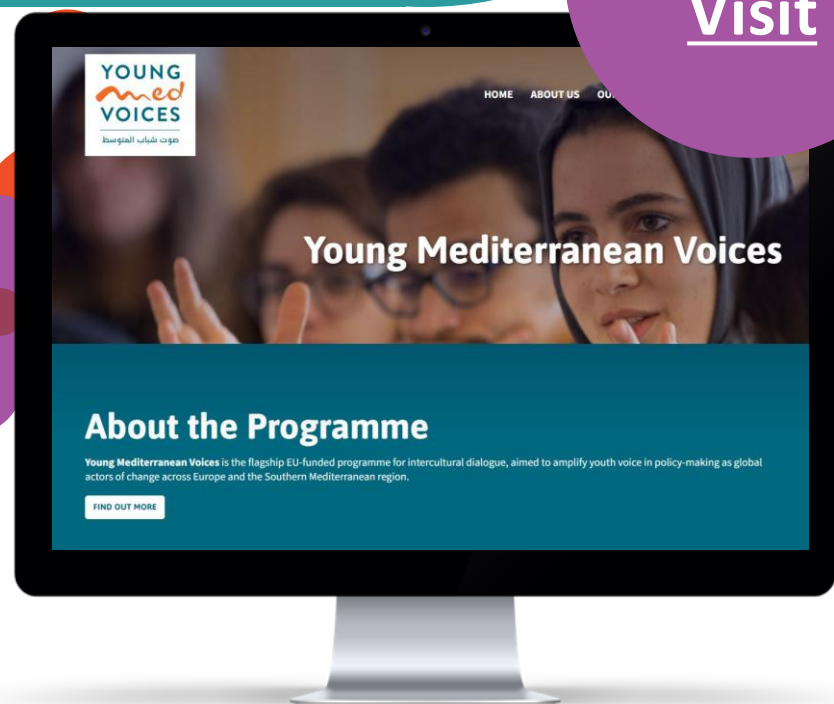 Visit
YOUNG
med
VOICES
صوت شباب المتوسط
HOME ABOUT US
Young Mediterranean Voices
About the Programme
Young Mediterranean Voices is the flagship EU-funded programme for intercultural dialogue, aimed to amplify youth voice in policy-making as global
actors of change across Europe and the Southern Mediterranean region.
FIND OUT MORE